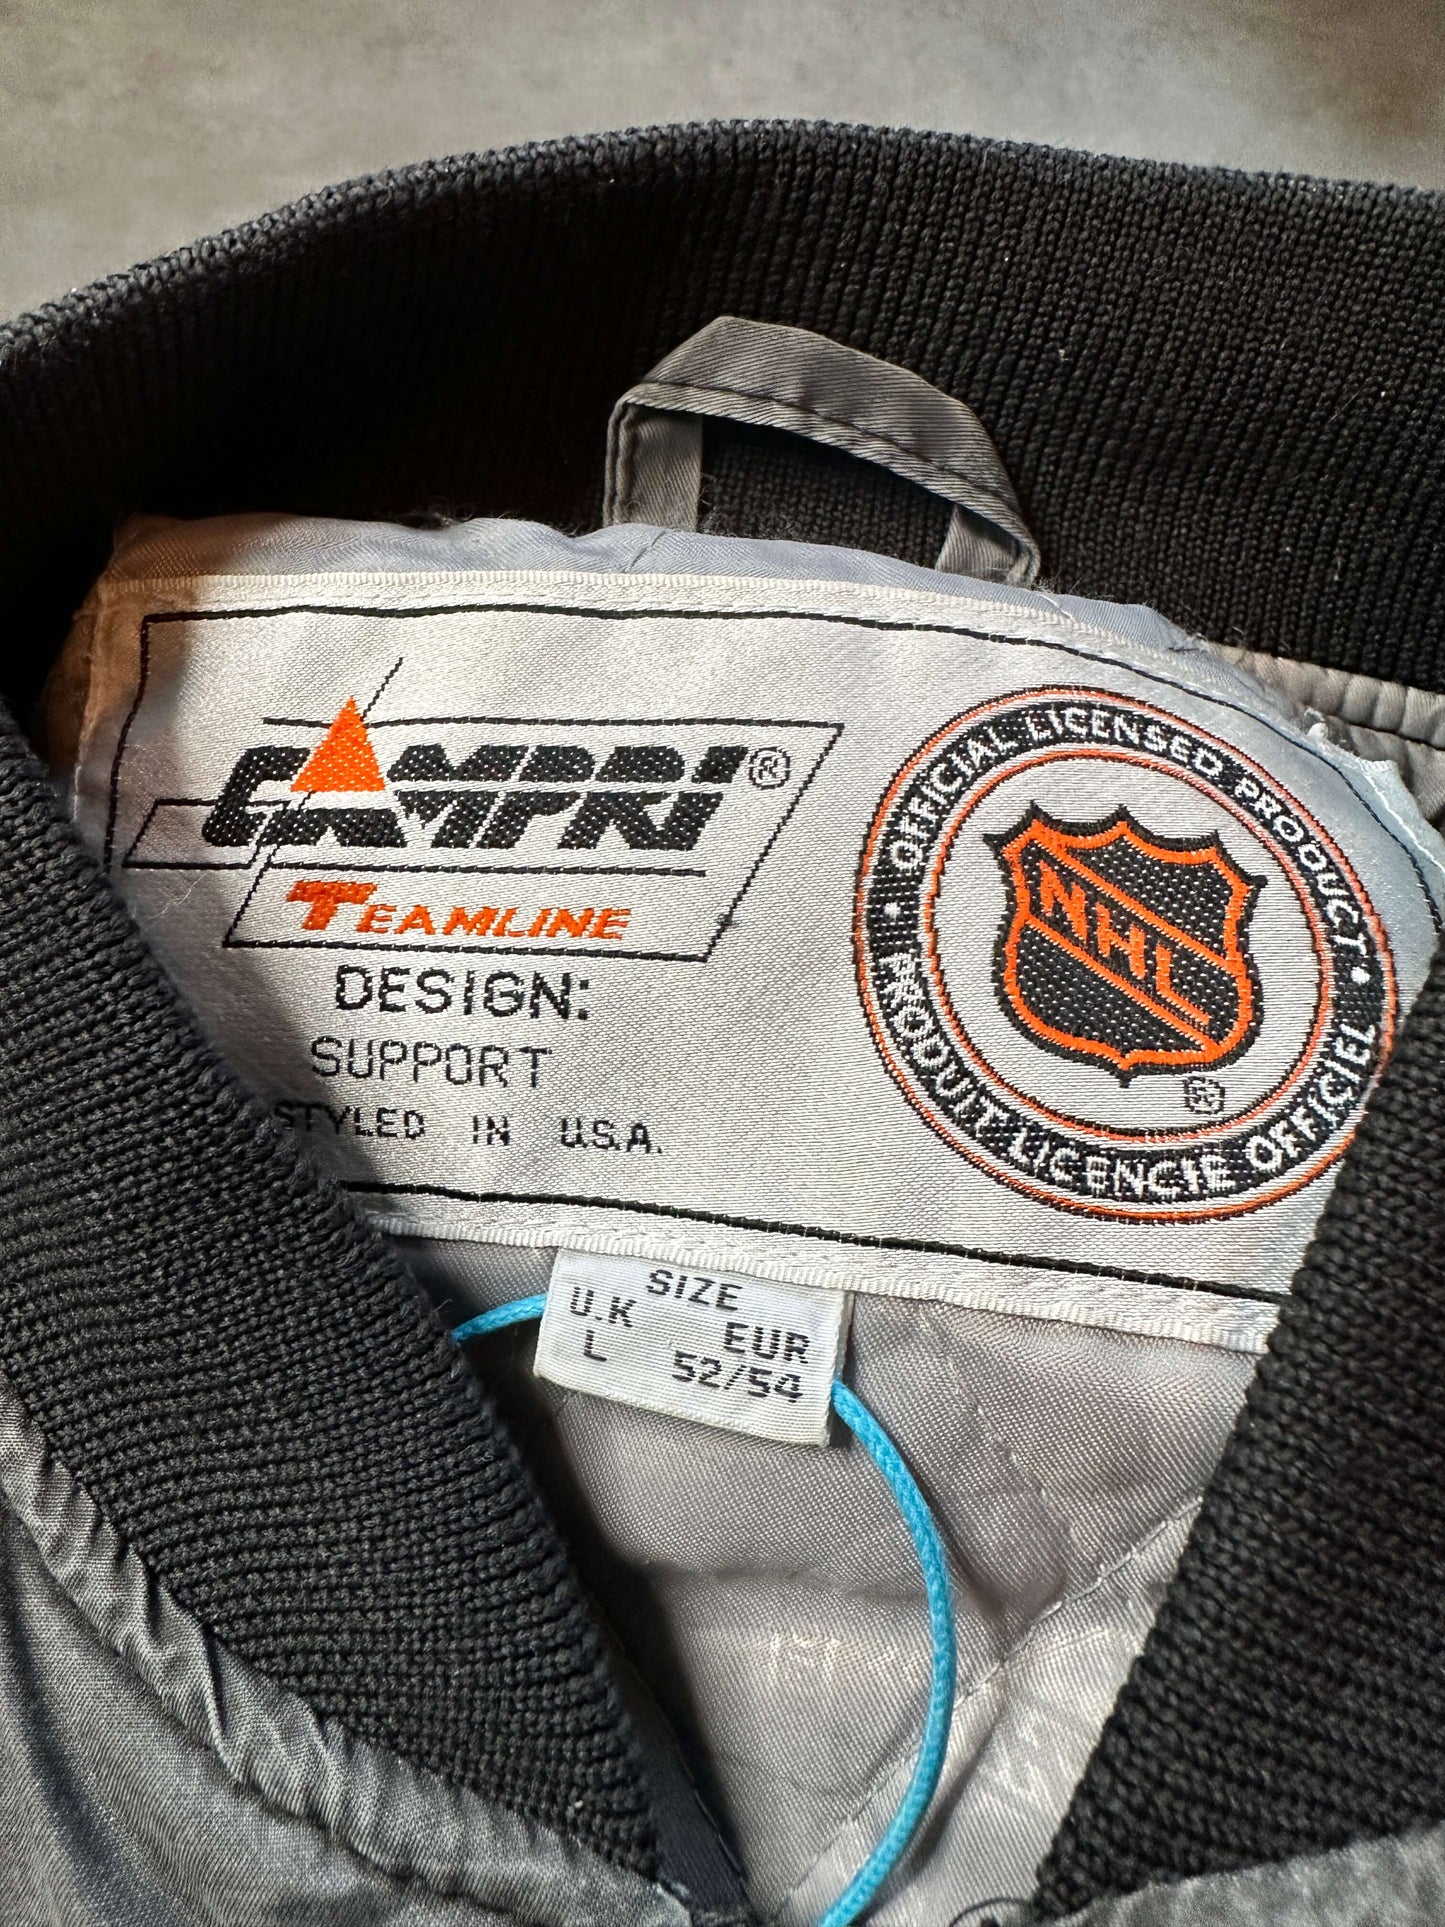 CAMPRI®
TEAMLINE
DESIGN:
SUPPORT
STYLED IN U.S.A.
• OFFICIAL LICENSED PRODUCT •
NHL
®
PRODUIT LICENCIE OFFICIEL
SIZE
U.K EUR
L 52/54